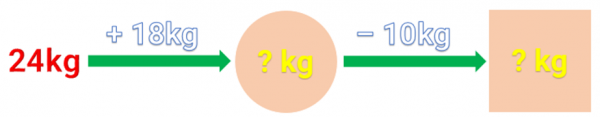 24kg + 18kg ? kg – 10kg ? kg